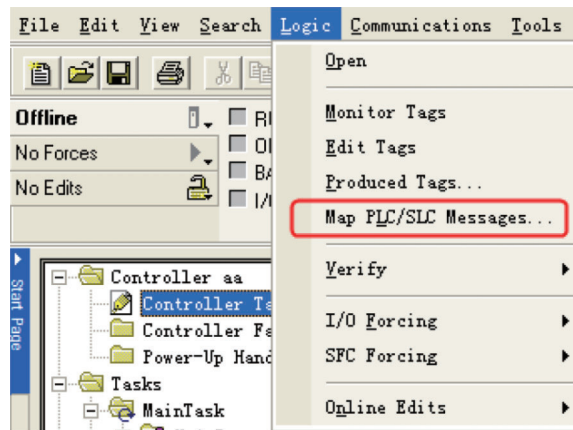 File Edit View Search Logic Communications Tools
Open
Offline
No Forces
No Edits
Monitor Tags
Edit Tags
Produced Tags...
Map PLC/SLC Messages...
Verify
I/O Forcing
SFC Forcing
Online Edits
Start Page
Controller aa
Controller
Controller
Power-Up
Tasks
MainTask